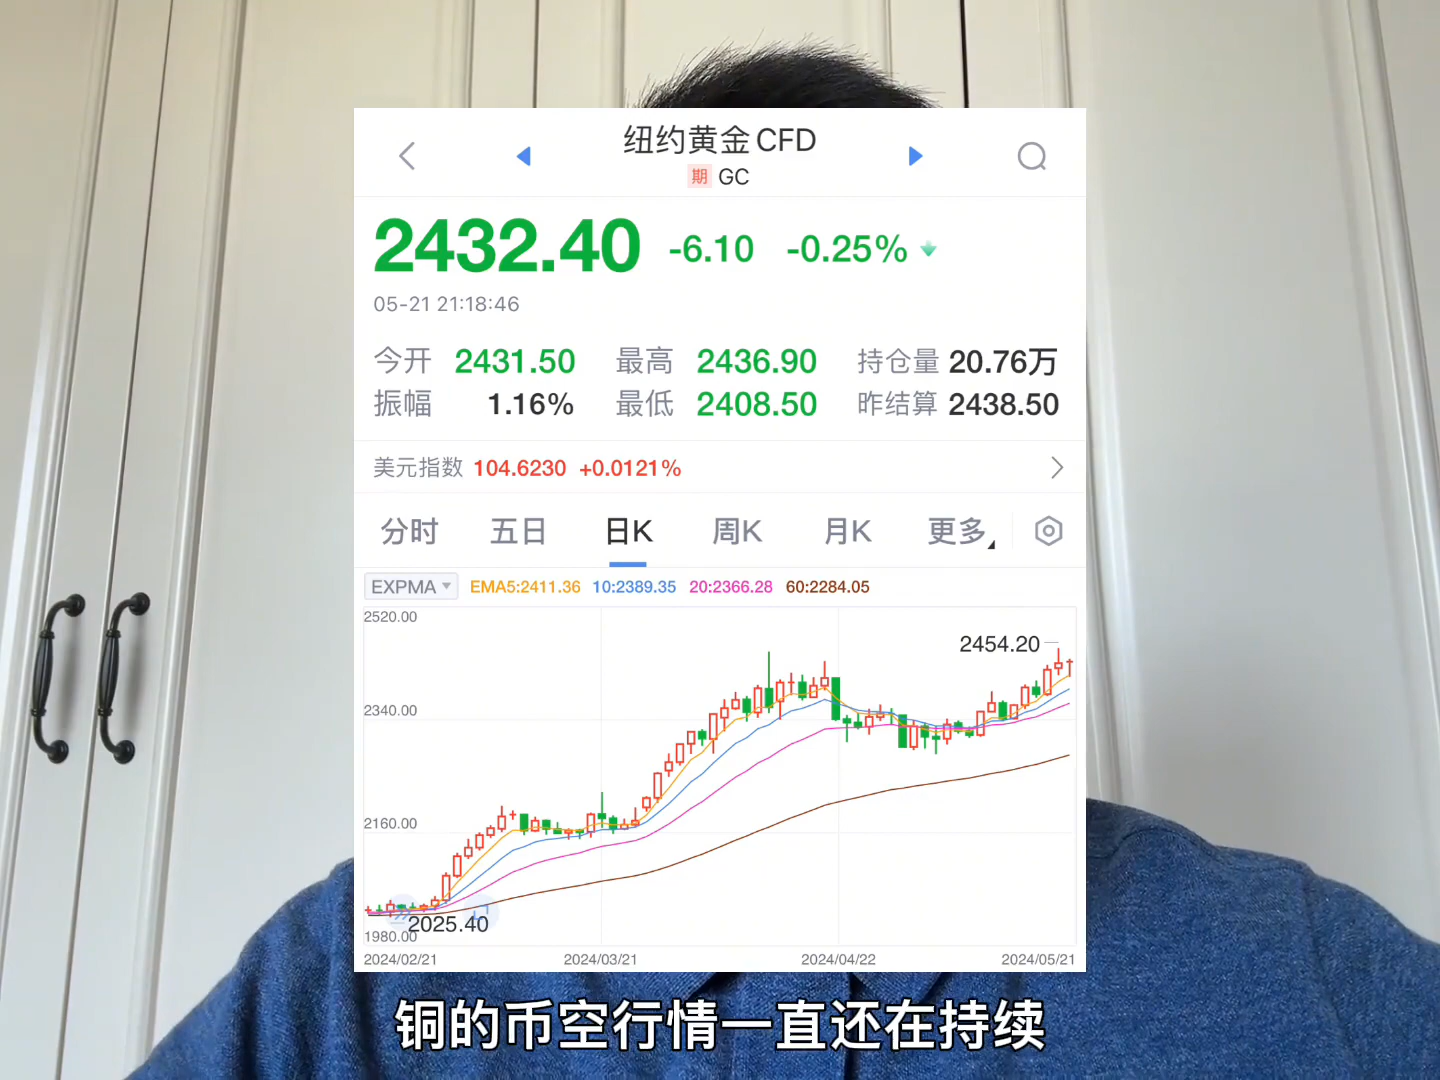 纽约黄金CFD
期 GC
2432.40 -6.10 -0.25%
05-21 21:18:46
今开 2431.50 最高 2436.90 持仓量 20.76万
振幅 1.16% 最低 2408.50 昨结算 2438.50
美元指数 104.6230 +0.0121%
分时 五日 日K 周K 月K 更多
EXPMA EMA5:2411.36 10:2389.35 20:2366.28 60:2284.05
2520.00
2454.20
2340.00
2160.00
2025.40
1980.00
2024/02/21 2024/03/21 2024/04/22 2024/05/21
铜的币空行情一直还在持续